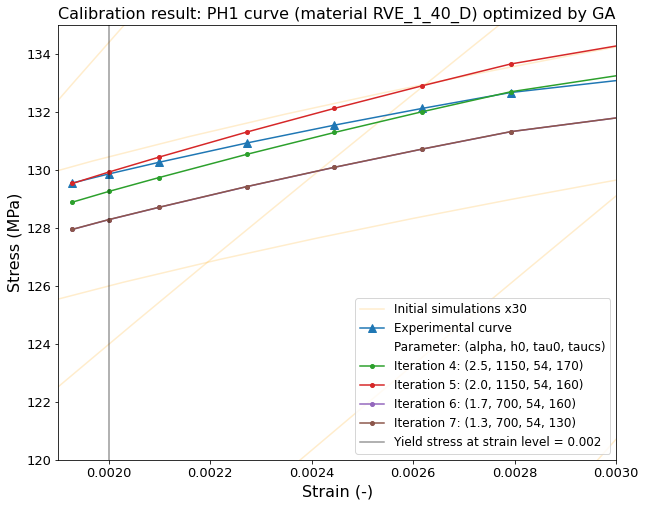 Calibration result: PH1 curve (material RVE_1_40_D) optimized by GA
Stress (MPa)
134
132
130
128
126
124
122
120
Initial simulations x30
Experimental curve
Parameter: (alpha, h0, tau0, taucs)
Iteration 4: (2.5, 1150, 54, 170)
Iteration 5: (2.0, 1150, 54, 160)
Iteration 6: (1.7, 700, 54, 160)
Iteration 7: (1.3, 700, 54, 130)
Yield stress at strain level = 0.002
0.0020 0.0022 0.0024 0.0026 0.0028 0.0030
Strain (-)